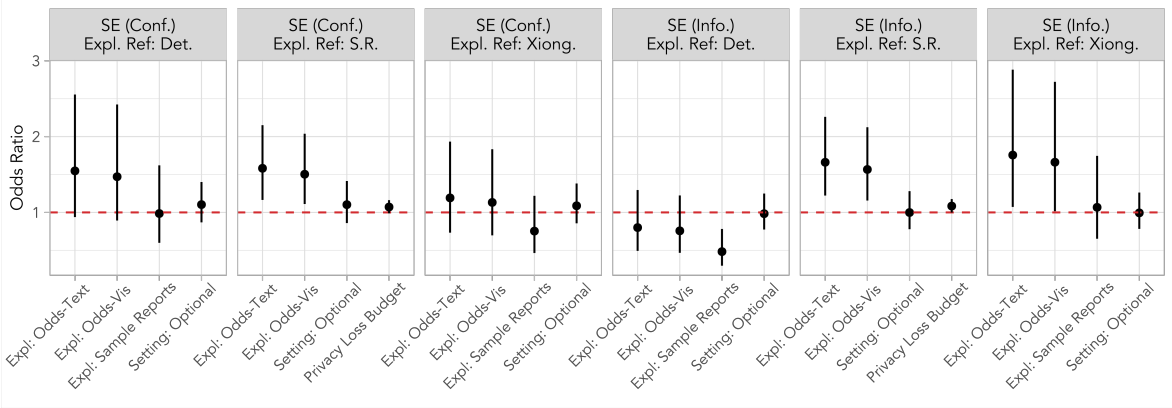 SE (Conf.)
Expl. Ref: Det.
SE (Conf.)
Expl. Ref: S.R.
SE (Conf.)
Expl. Ref: Xiong.
SE (Info.)
Expl. Ref: Det.
SE (Info.)
Expl. Ref: S.R.
SE (Info.)
Expl. Ref: Xiong.
Odds Ratio
3
2
1
Expl: Odds-Text
Expl: Odds-Vis
Expl: Sample Reports
Setting: Optional
Expl: Odds-Text
Expl: Odds-Vis
Setting: Optional
Privacy Loss Budget
Expl: Odds-Text
Expl: Odds-Vis
Expl: Sample Reports
Setting: Optional
Expl: Odds-Text
Expl: Odds-Vis
Expl: Sample Reports
Setting: Optional
Expl: Odds-Text
Expl: Odds-Vis
Setting: Optional
Privacy Loss Budget
Expl: Odds-Text
Expl: Odds-Vis
Expl: Sample Reports
Setting: Optional